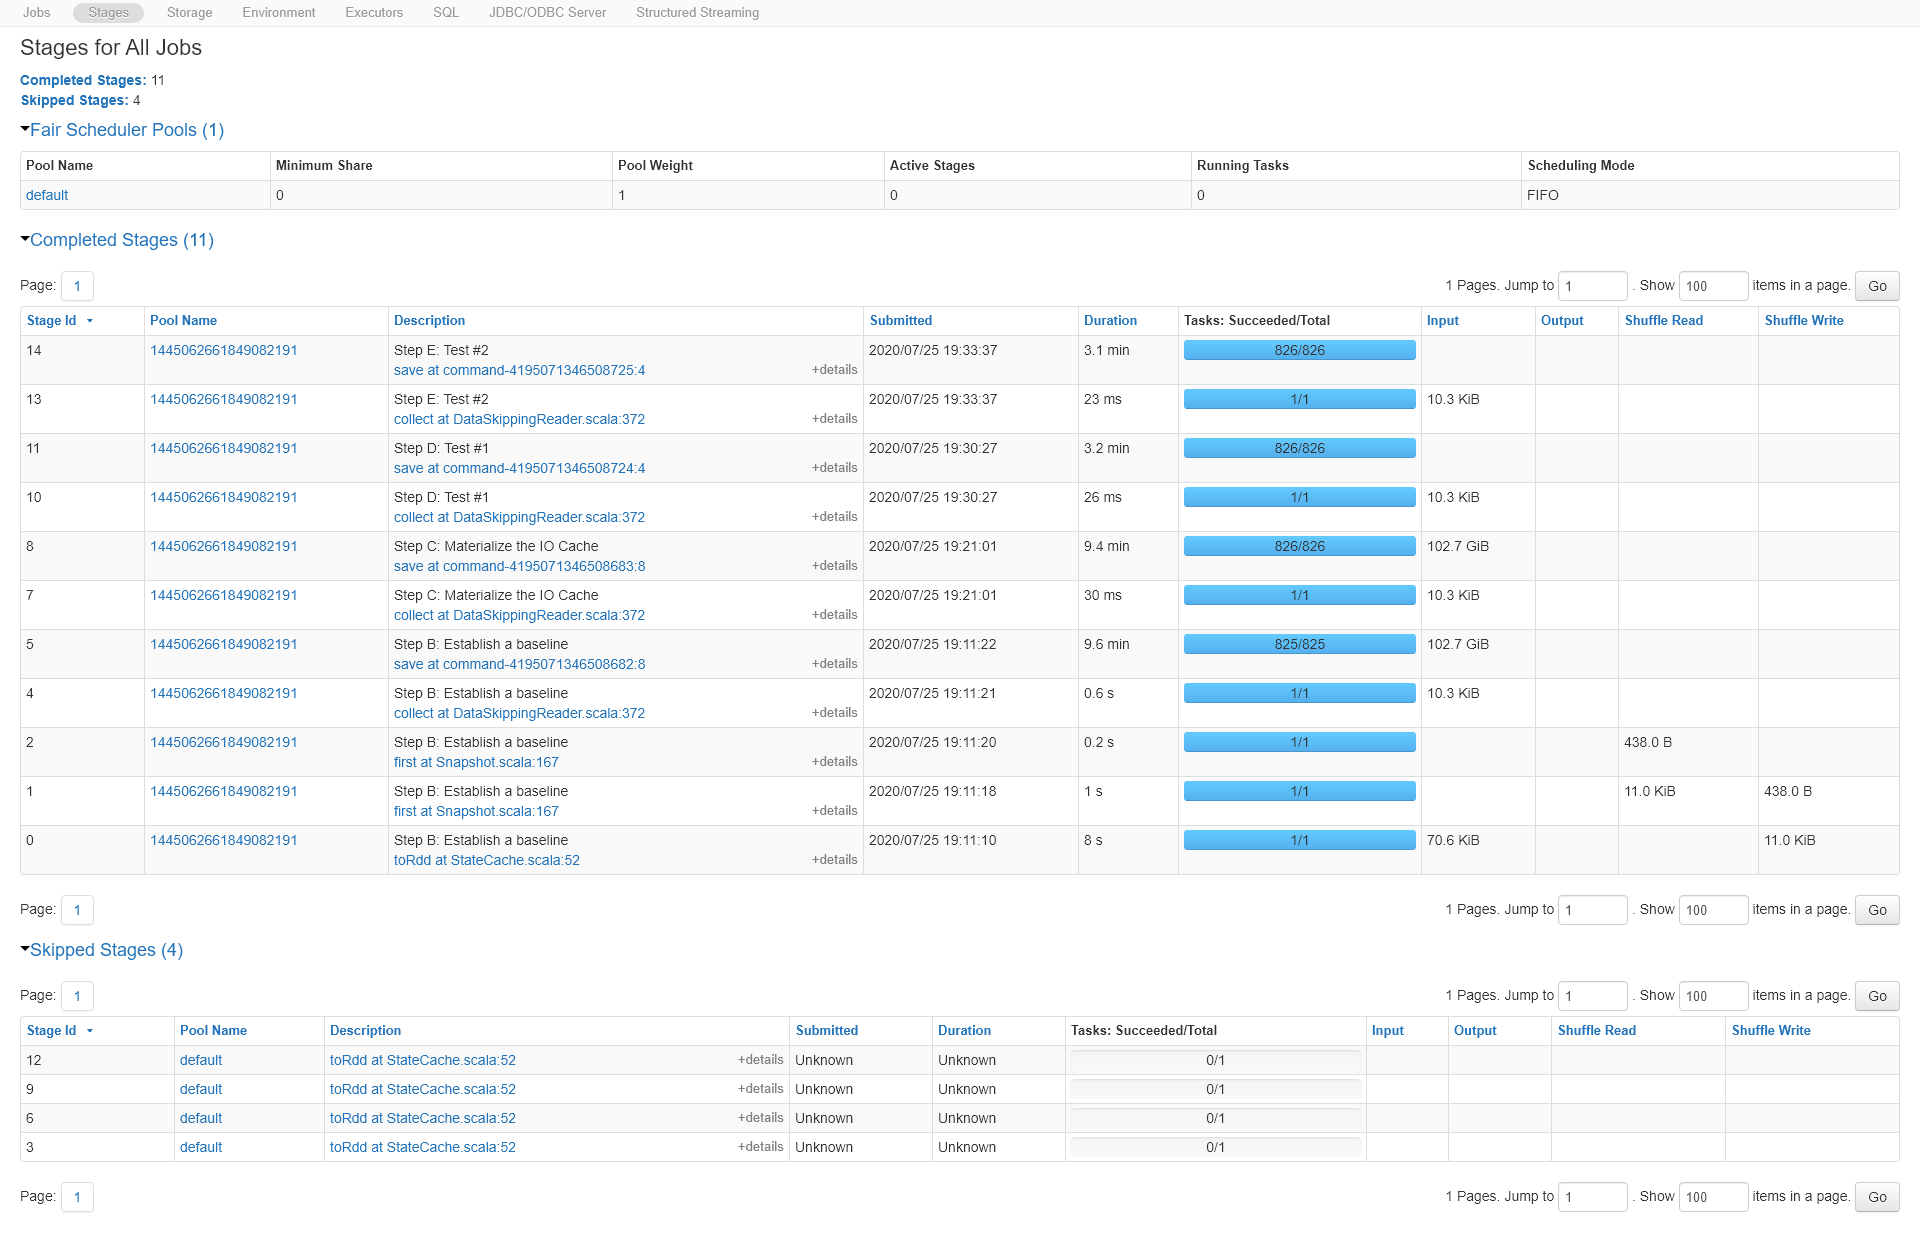 Jobs Stages Storage Environment Executors SQL JDBC/ODBC Server Structured Streaming
Stages for All Jobs
Completed Stages: 11
Skipped Stages: 4
Fair Scheduler Pools (1)
Pool Name Minimum Share Pool Weight Active Stages Running Tasks Scheduling Mode
default 0 1 0 0 FIFO
Completed Stages (11)
Page: 1 1 Pages. Jump to 1 . Show 100 items in a page. Go
Stage Id Pool Name Description Submitted Duration Tasks: Succeeded/Total Input Output Shuffle Read Shuffle Write
14 1445062661849082191 Step E: Test #2 2020/07/25 19:33:37 3.1 min 826/826
save at command-4195071346508725:4 +details
13 1445062661849082191 Step E: Test #2 2020/07/25 19:33:37 23 ms 1/1 10.3 KiB
collect at DataSkippingReader.scala:372 +details
11 1445062661849082191 Step D: Test #1 2020/07/25 19:30:27 3.2 min 826/826
save at command-4195071346508724:4 +details
10 1445062661849082191 Step D: Test #1 2020/07/25 19:30:27 26 ms 1/1 10.3 KiB
collect at DataSkippingReader.scala:372 +details
8 1445062661849082191 Step C: Materialize the IO Cache 2020/07/25 19:21:01 9.4 min 826/826 102.7 GiB
save at command-4195071346508683:8 +details
7 1445062661849082191 Step C: Materialize the IO Cache 2020/07/25 19:21:01 30 ms 1/1 10.3 KiB
collect at DataSkippingReader.scala:372 +details
5 1445062661849082191 Step B: Establish a baseline 2020/07/25 19:11:22 9.6 min 825/825 102.7 GiB
save at command-4195071346508682:8 +details
4 1445062661849082191 Step B: Establish a baseline 2020/07/25 19:11:21 0.6 s 1/1 10.3 KiB
collect at DataSkippingReader.scala:372 +details
2 1445062661849082191 Step B: Establish a baseline 2020/07/25 19:11:20 0.2 s 1/1 438.0 B
first at Snapshot.scala:167 +details
1 1445062661849082191 Step B: Establish a baseline 2020/07/25 19:11:18 1 s 1/1 11.0 KiB 438.0 B
first at Snapshot.scala:167 +details
0 1445062661849082191 Step B: Establish a baseline 2020/07/25 19:11:10 8 s 1/1 70.6 KiB 11.0 KiB
toRdd at StateCache.scala:52 +details
Page: 1 1 Pages. Jump to 1 . Show 100 items in a page. Go
Skipped Stages (4)
Page: 1 1 Pages. Jump to 1 . Show 100 items in a page. Go
Stage Id Pool Name Description Submitted Duration Tasks: Succeeded/Total Input Output Shuffle Read Shuffle Write
12 default toRdd at StateCache.scala:52 +details Unknown Unknown 0/1
9 default toRdd at StateCache.scala:52 +details Unknown Unknown 0/1
6 default toRdd at StateCache.scala:52 +details Unknown Unknown 0/1
3 default toRdd at StateCache.scala:52 +details Unknown Unknown 0/1
Page: 1 1 Pages. Jump to 1 . Show 100 items in a page. Go